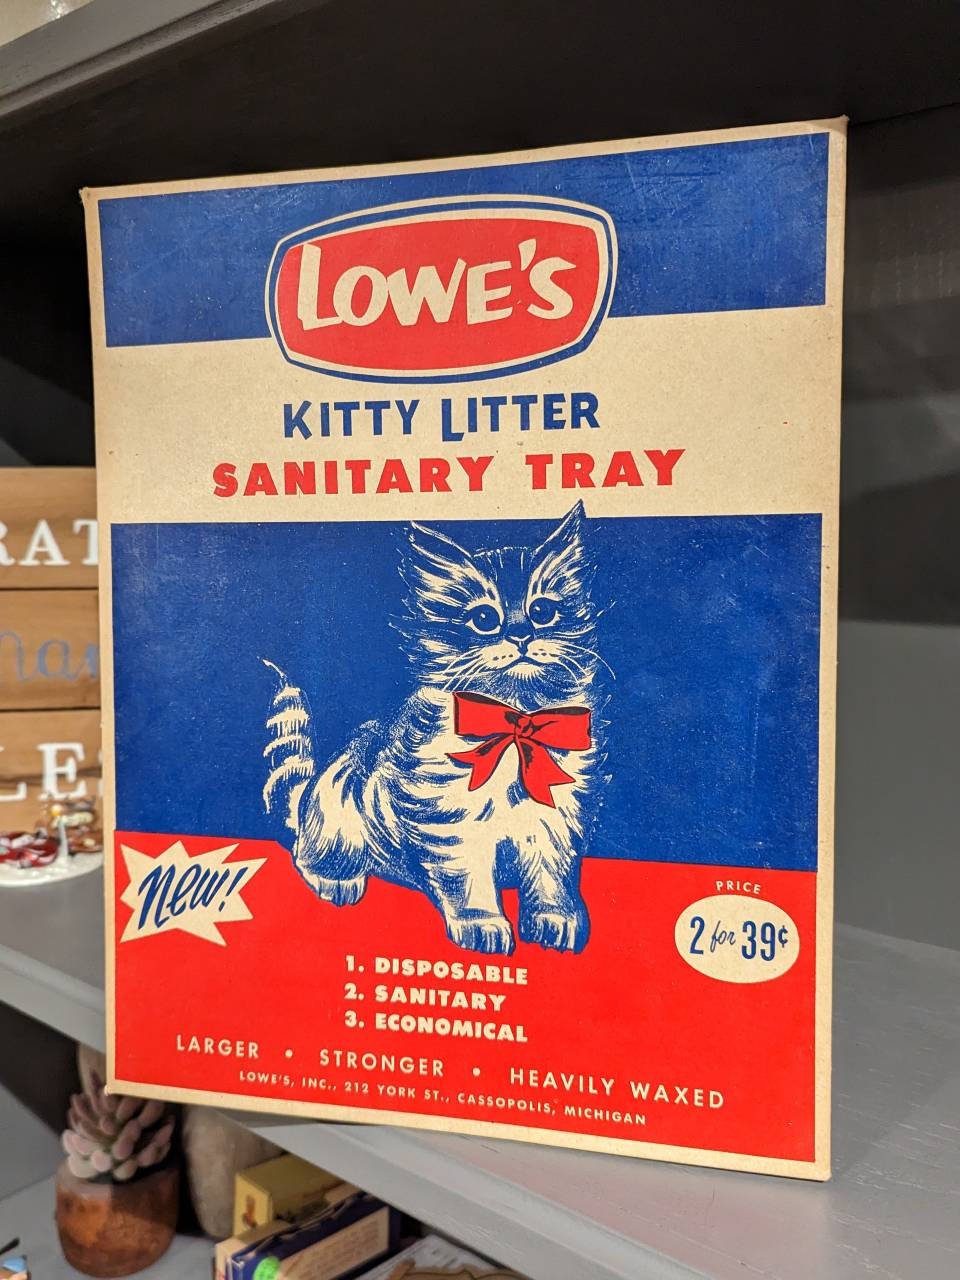 LOWE'S
KITTY LITTER
SANITARY TRAY
New!
PRICE
2 for 39¢
1. DISPOSABLE
2. SANITARY
3. ECONOMICAL
LARGER • STRONGER • HEAVILY WAXED
LOWE'S, INC., 212 YORK ST., CASSOPOLIS, MICHIGAN